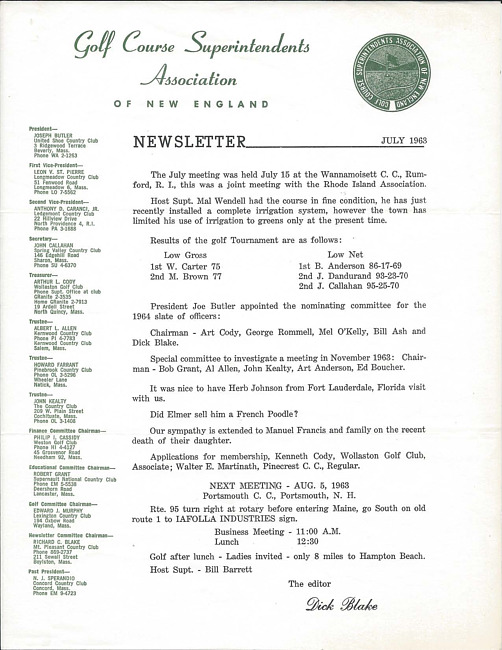 Golf Course Superintendents
Association
OF NEW ENGLAND
GOLF COURSE SUPERINTENDENTS ASSOCIATION OF NEW ENGLAND
NEWSLETTER JULY 1963
President—
JOSEPH BUTLER
United Shoe Country Club
5 Ridgewood Terrace
Beverly, Mass.
Phone WA 2-1253
First Vice-President—
LEON V. ST. PIERRE
Longmeadow Country Club
51 Fenwood Road
Longmeadow 6, Mass.
Phone LO 7-5562
Second Vice-President—
ANTHONY D. CARANCI, JR.
Ledgemont Country Club
22 Hillview Drive
North Providence 4, R.I.
Phone PA 3-1688
Secretary—
JOHN CALLAHAN
Spring Valley Country Club
146 Edgehill Road
Sharon, Mass.
Phone SU 4-6370
Treasurer—
ARTHUR L. CODY
Wollaston Golf Club
Phone Supt. Office at club
GRanite 2-3535
Home GRanite 2-7913
19 Ardell Street
North Quincy, Mass.
Trustee—
ALBERT L. ALLEN
Kernwood Country Club
Phone PI 4-7783
Kernwood Country Club
Salem, Mass.
Trustee—
HOWARD FARRANT
Pinebrook Country Club
Phone OL 3-5296
Wheeler Lane
Natick, Mass.
Trustee—
JOHN KEALTY
The Country Club
209 W. Plain Street
Cochituate, Mass.
Phone OL 3-1408
Finance Committee Chairman—
PHILIP I. CASSIDY
Weston Golf Club
Phone HI 4-4127
45 Grosvenor Road
Needham 92, Mass.
Educational Committee Chairman—
ROBERT GRANT
Supermault National Country Club
Phone EM 5-5538
Deershorn Road
Lancaster, Mass.
Golf Committee Chairman—
EDWARD J. MURPHY
Lexington Country Club
194 Oxbow Road
Wayland, Mass.
Newsletter Committee Chairman—
RICHARD C. BLAKE
Mt. Pleasant Country Club
Phone 869-2737
211 Sewall Street
Boylston, Mass.
Past President—
N. J. SPERANDIO
Concord Country Club
Concord, Mass.
Phone EM 9-4723
The July meeting was held July 15 at the Wannamoisett C. C., Rum-
ford, R. I., this was a joint meeting with the Rhode Island Association.
Host Supt. Mal Wendell had the course in fine condition, he has just
recently installed a complete irrigation system, however the town has
limited his use of irrigation to greens only at the present time.
Results of the golf Tournament are as follows:
Low Gross Low Net
1st W. Carter 75 1st B. Anderson 86-17-69
2nd M. Brown 77 2nd J. Dandurand 93-23-70
2nd J. Callahan 95-25-70
President Joe Butler appointed the nominating committee for the
1964 slate of officers:
Chairman - Art Cody, George Rommell, Mel O'Kelly, Bill Ash and
Dick Blake.
Special committee to investigate a meeting in November 1963: Chair-
man - Bob Grant, Al Allen, John Kealty, Art Anderson, Ed Boucher.
It was nice to have Herb Johnson from Fort Lauderdale, Florida visit
with us.
Did Elmer sell him a French Poodle?
Our sympathy is extended to Manuel Francis and family on the recent
death of their daughter.
Applications for membership, Kenneth Cody, Wollaston Golf Club,
Associate; Walter E. Martinath, Pinecrest C. C., Regular.
NEXT MEETING - AUG. 5, 1963
Portsmouth C. C., Portsmouth, N. H.
Rte. 95 turn right at rotary before entering Maine, go South on old
route 1 to IAFOLLA INDUSTRIES sign.
Business Meeting - 11:00 A.M.
Lunch 12:30
Golf after lunch - Ladies invited - only 8 miles to Hampton Beach.
Host Supt. - Bill Barrett
The editor
Dick Blake